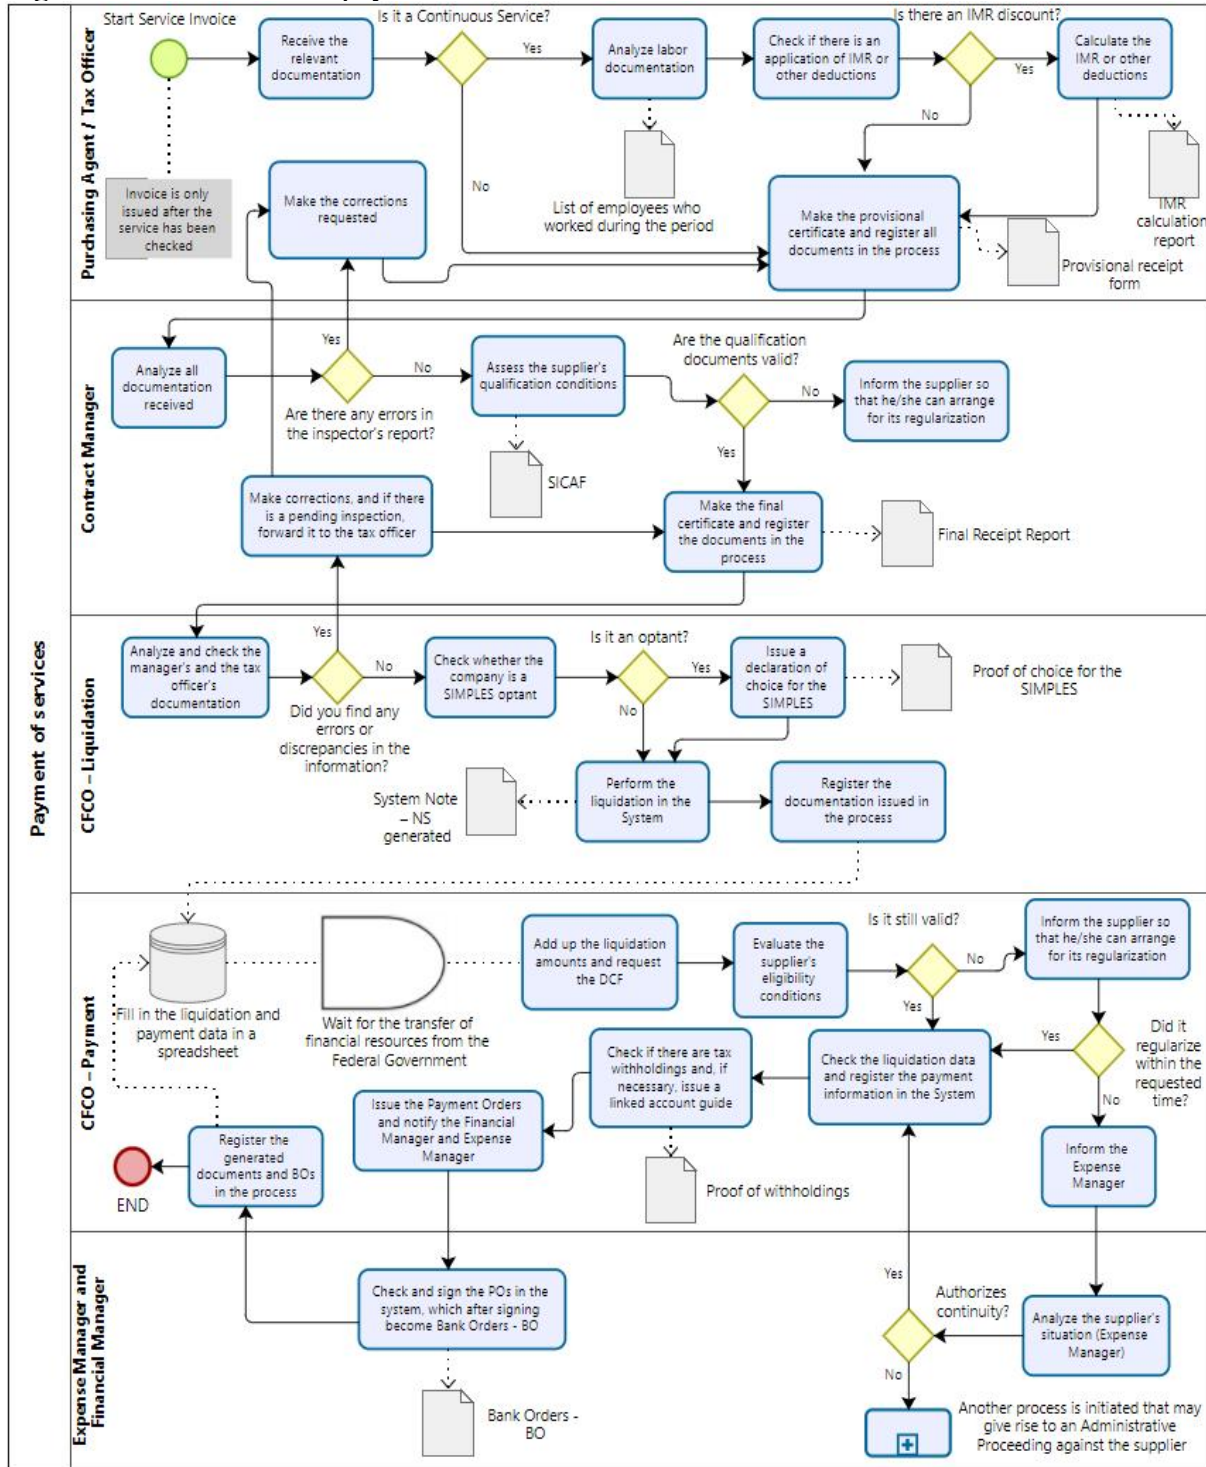 Payment of services
Purchasing Agent / Tax Officer
Start Service Invoice
Receive the
relevant
documentation
Is it a Continuous Service?
Yes
No
Analyze labor
documentation
Check if there is an
application of IMR or
other deductions
Is there an IMR discount?
Yes
No
Calculate the
IMR or other
deductions
Invoice is only
issued after the
service has been
checked
Make the corrections
requested
List of employees who
worked during the period
Make the provisional
certificate and register all
documents in the process
IMR
calculation
report
Provisional receipt
form
Contract Manager
Analyze all
documentation
received
Yes
No
Are there any errors in
the inspector's report?
Assess the supplier's
qualification conditions
Are the qualification
documents valid?
No
Yes
Inform the supplier so
that he/she can arrange
for its regularization
SICAF
Make corrections, and if there
is a pending inspection,
forward it to the tax officer
Make the final
certificate and register
the documents in the
process
Final Receipt Report
CFCO – Liquidation
Analyze and check the
manager's and the tax
officer's
documentation
Yes
No
Did you find any
errors or
discrepancies in the
information?
Check whether the
company is a
SIMPLES optant
Is it an optant?
Yes
No
Issue a
declaration of
choice for the
SIMPLES
Proof of choice for the
SIMPLES
System Note
– NS
generated
Perform the
liquidation in the
System
Register the
documentation issued in
the process
CFCO – Payment
Fill in the liquidation and
payment data in a
spreadsheet
Wait for the transfer of
financial resources from the
Federal Government
Add up the liquidation
amounts and request
the DCF
Evaluate the
supplier's
eligibility
conditions
Is it still valid?
No
Yes
Inform the supplier so
that he/she can arrange
for its regularization
Did it
regularize
within the
requested
time?
Yes
No
Check the liquidation data
and register the payment
information in the System
Check if there are tax
withholdings and, if
necessary, issue a
linked account guide
Issue the Payment Orders
and notify the Financial
Manager and Expense
Manager
Register the
generated
documents and BOs
in the process
END
Proof of withholdings
Inform the
Expense
Manager
Expense Manager and
Financial Manager
Check and sign the POs in the
system, which after signing
become Bank Orders - BO
Bank Orders -
BO
Yes
Authorizes
continuity?
No
Analyze the supplier's
situation (Expense
Manager)
Another process is initiated that may
give rise to an Administrative
Proceeding against the supplier